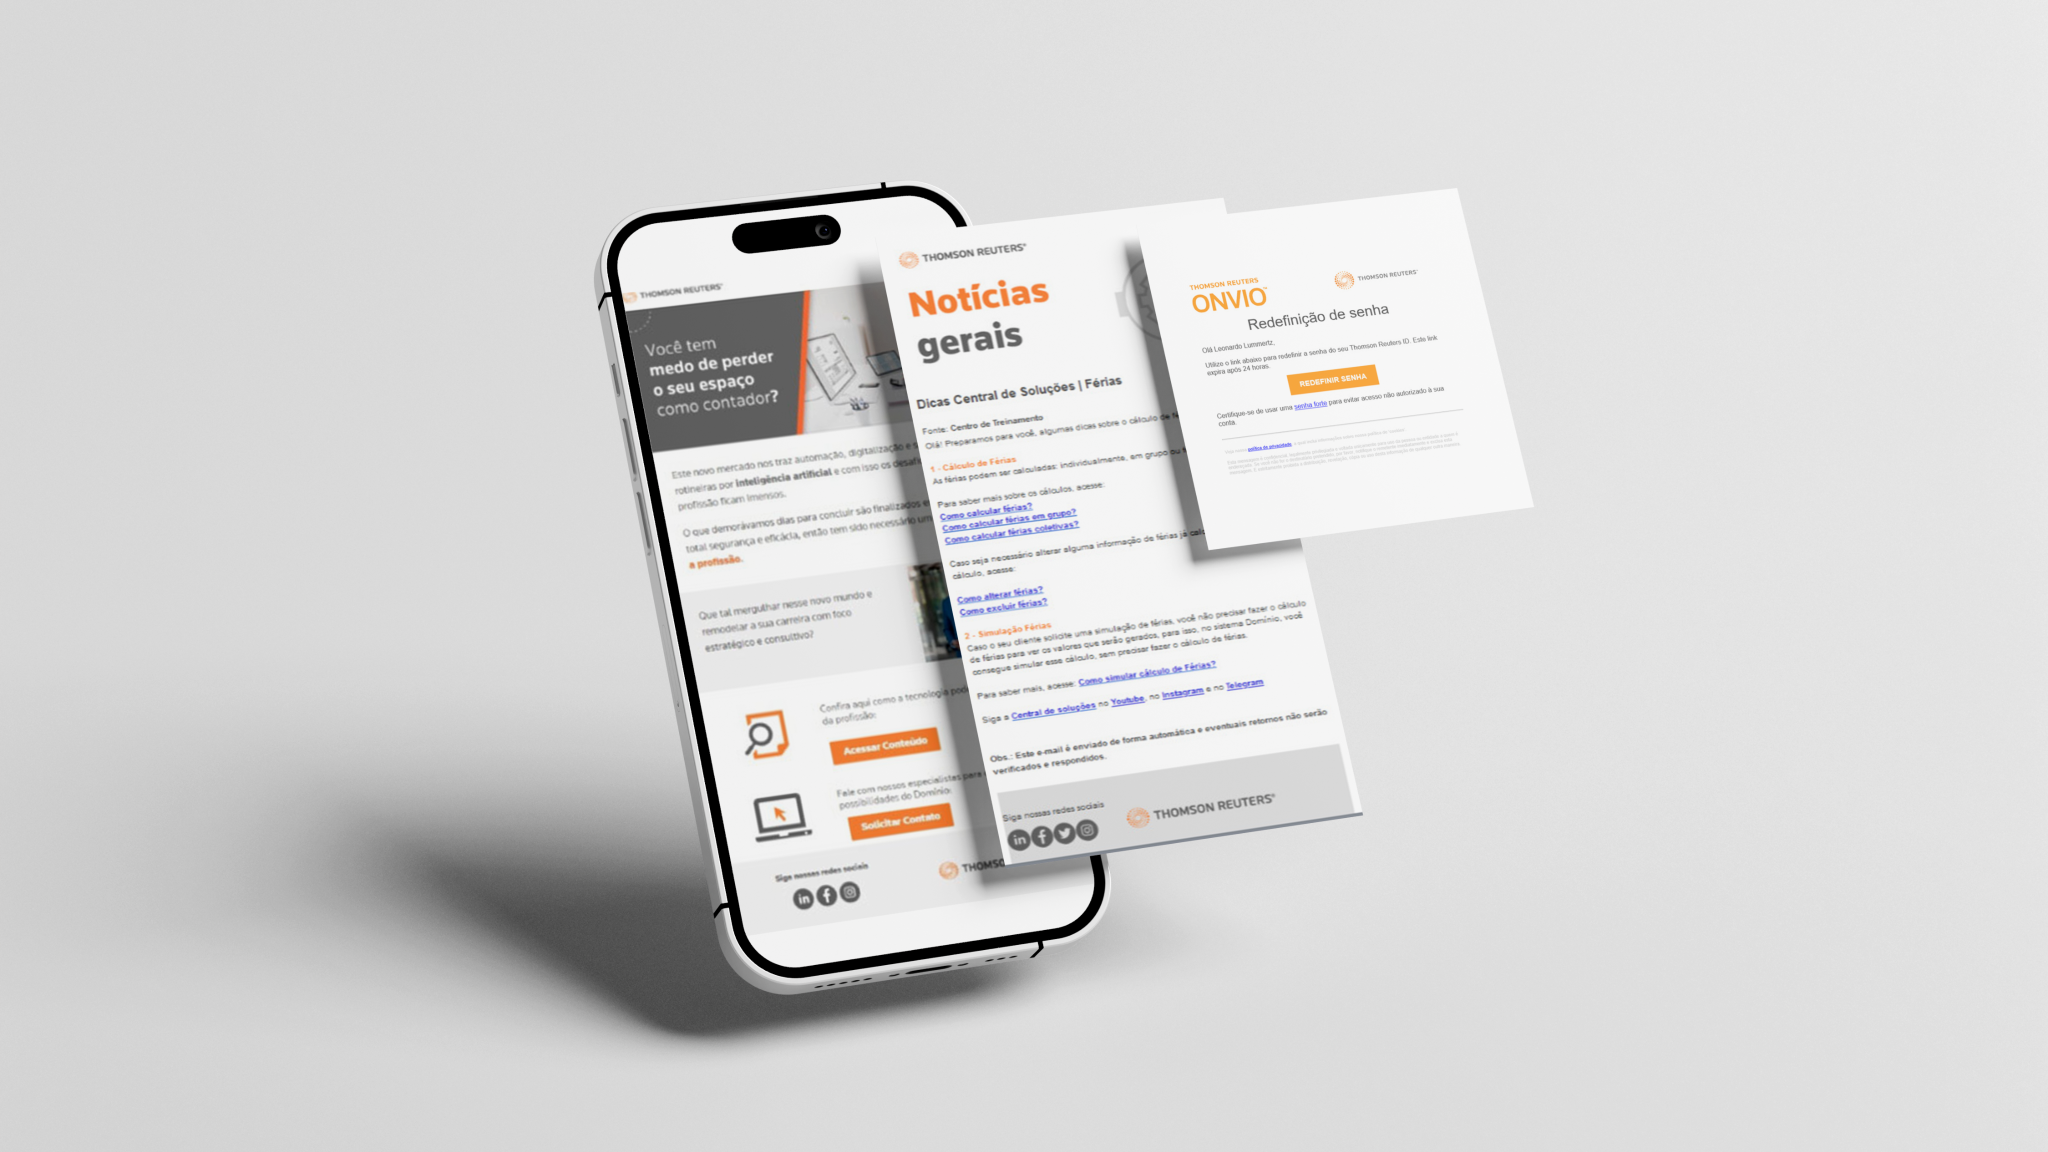 THOMSON REUTERS®
Você tem
medo de perder
o seu espaço
como contador?
Este novo mercado nos traz automação, digitalização e
rotineiras por inteligência artificial e com isso os desafi
profissão ficam imensos.
O que demorávamos dias para concluir são finalizados e
total segurança e eficácia, então tem sido necessário um
a profissão.
Que tal mergulhar nesse novo mundo e
remodelar a sua carreira com foco
estratégico e consultivo?
Confira aqui como a tecnologia pod
da profissão:
Acessar Conteúdo
Fale com nossos especialistas para
possibilidades do Domínio:
Solicitar Contato
Siga nossas redes sociais
THOMSO
THOMSON REUTERS®
Notícias
gerais
Dicas Central de Soluções | Férias
Fonte: Centro de Treinamento
Olá! Preparamos para você, algumas dicas sobre o cálculo de fé
1 - Cálculo de Férias
As férias podem ser calculadas: individualmente, em grupo ou
Para saber mais sobre os cálculos, acesse:
Como calcular férias?
Como calcular férias em grupo?
Como calcular férias coletivas?
Caso seja necessário alterar alguma informação de férias já calc
cálculo, acesse:
Como alterar férias?
Como excluir férias?
2 - Simulação Férias
Caso o seu cliente solicite uma simulação de férias, você não precisar fazer o cálculo
de férias para ver os valores que serão gerados, para isso, no sistema Domínio, você
consegue simular esse cálculo, sem precisar fazer o cálculo de férias.
Para saber mais, acesse: Como simular cálculo de Férias?
Siga a Central de soluções no Youtube, no Instagram e no Telegram
Obs.: Este e-mail é enviado de forma automática e eventuais retornos não serão
verificados e respondidos.
Siga nossas redes sociais
THOMSON REUTERS®
THOMSON REUTERS
ONVIO™
THOMSON REUTERS®
Redefinição de senha
Olá Leonardo Lummertz,
Utilize o link abaixo para redefinir a senha do seu Thomson Reuters ID. Este link
expira após 24 horas.
REDEFINIR SENHA
Certifique-se de usar uma senha forte para evitar acesso não autorizado à sua
conta.
política de privacidade